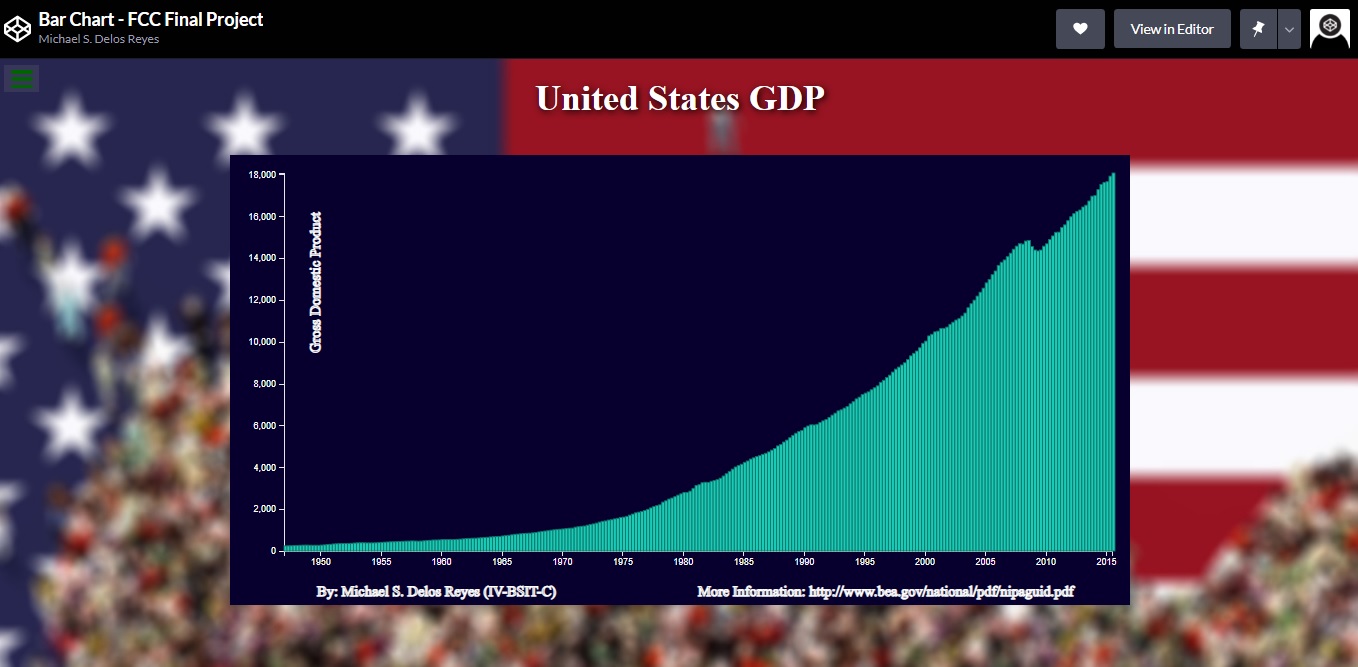 Bar Chart - FCC Final Project
Michael S. Delos Reyes
View in Editor
United States GDP
18,000
16,000
14,000
12,000
10,000
8,000
6,000
4,000
2,000
0
Gross Domestic Product
1950 1955 1960 1965 1970 1975 1980 1985 1990 1995 2000 2005 2010 2015
By: Michael S. Delos Reyes (IV-BSIT-C)
More Information: http://www.bea.gov/national/pdf/nipaguid.pdf